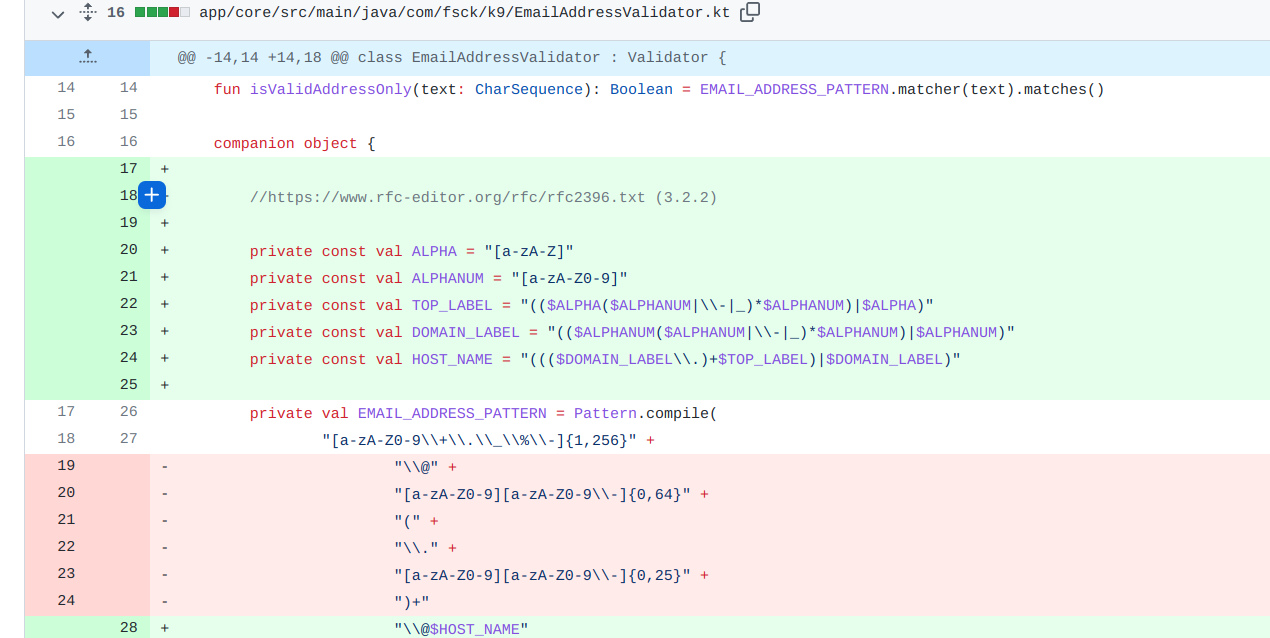 16 app/core/src/main/java/com/fsck/k9/EmailAddressValidator.kt
@@ -14,14 +14,18 @@ class EmailAddressValidator : Validator {
14 14 fun isValidAddressOnly(text: CharSequence): Boolean = EMAIL_ADDRESS_PATTERN.matcher(text).matches()
15 15
16 16 companion object {
17 +
18 + //https://www.rfc-editor.org/rfc/rfc2396.txt (3.2.2)
19 +
20 + private const val ALPHA = "[a-zA-Z]"
21 + private const val ALPHANUM = "[a-zA-Z0-9]"
22 + private const val TOP_LABEL = "(($ALPHA($ALPHANUM|\\-|_)*$ALPHANUM)|$ALPHA)"
23 + private const val DOMAIN_LABEL = "(($ALPHANUM($ALPHANUM|\\-|_)*$ALPHANUM)|$ALPHANUM)"
24 + private const val HOST_NAME = "((($DOMAIN_LABEL\\.)+$TOP_LABEL)|$DOMAIN_LABEL)"
25 +
17 26 private val EMAIL_ADDRESS_PATTERN = Pattern.compile(
18 27 "[a-zA-Z0-9\\+\\.\\_\\%\\-]{1,256}" +
19 - "\\@" +
20 - "[a-zA-Z0-9][a-zA-Z0-9\\-]{0,64}" +
21 - "(" +
22 - "\\." +
23 - "[a-zA-Z0-9][a-zA-Z0-9\\-]{0,25}" +
24 - ")+"
28 + "\\@$HOST_NAME"